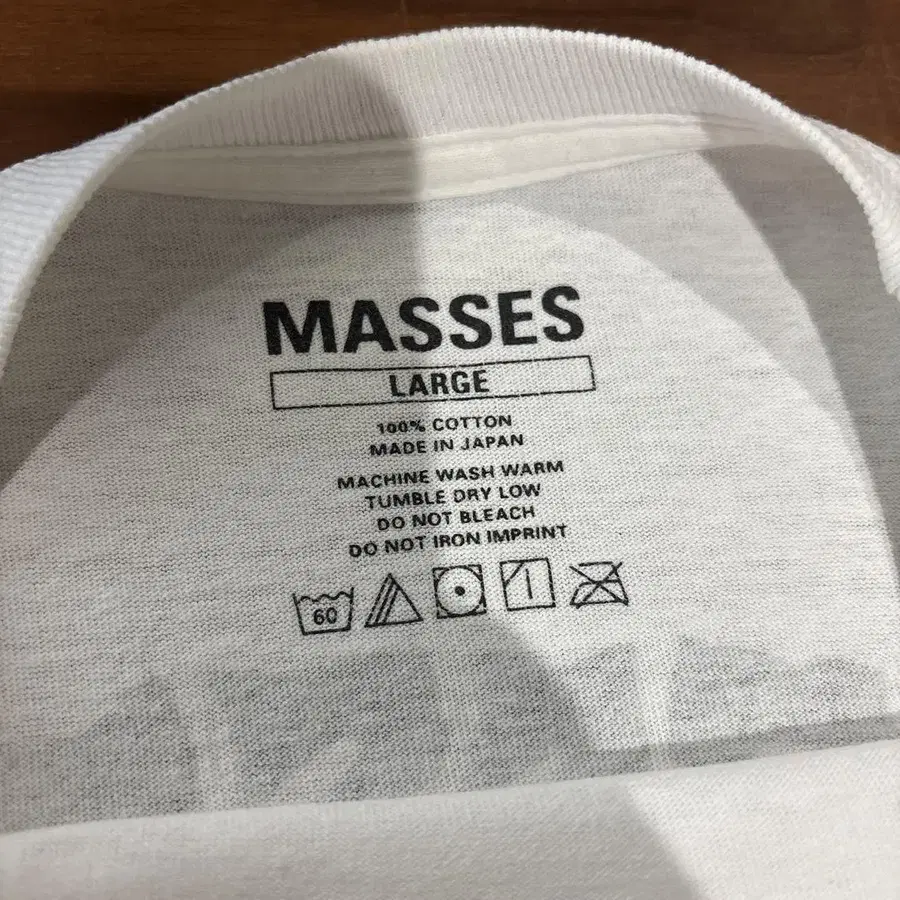 MASSES
LARGE
100% COTTON
MADE IN JAPAN
MACHINE WASH WARM
TUMBLE DRY LOW
DO NOT BLEACH
DO NOT IRON IMPRINT
60